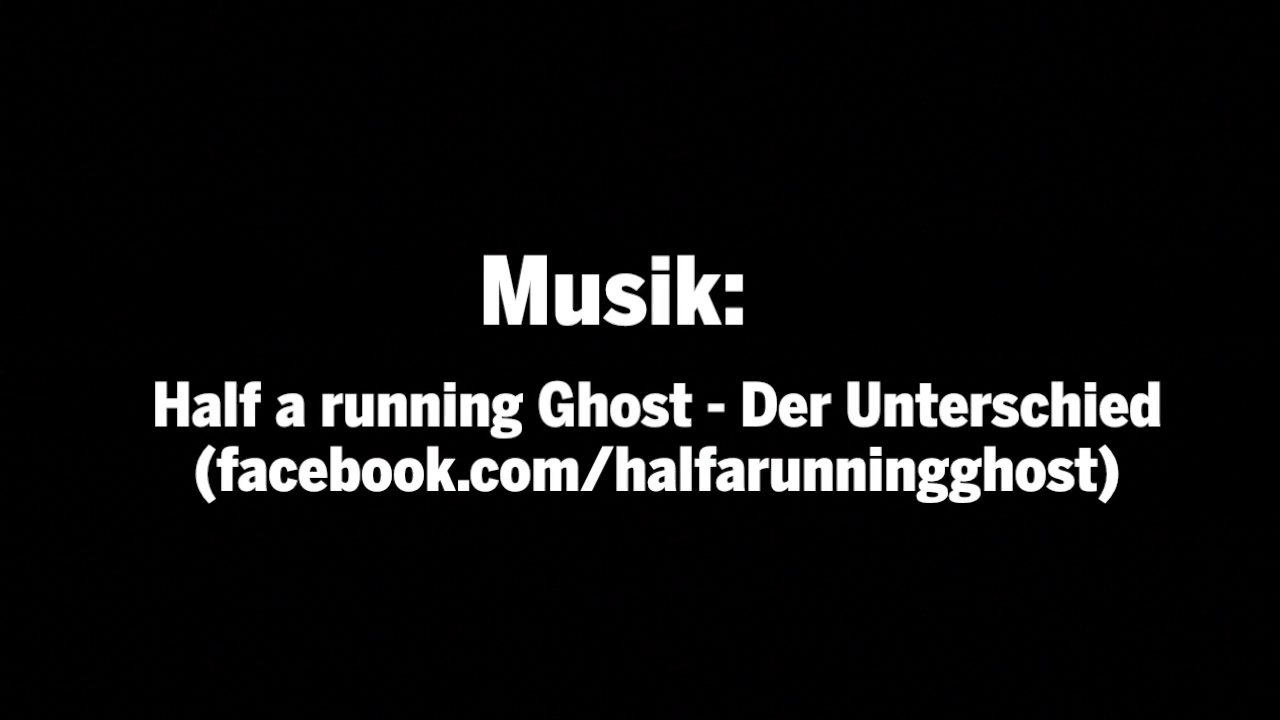 Musik:
Half a running Ghost - Der Unterschied
(facebook.com/halfarunningghost)